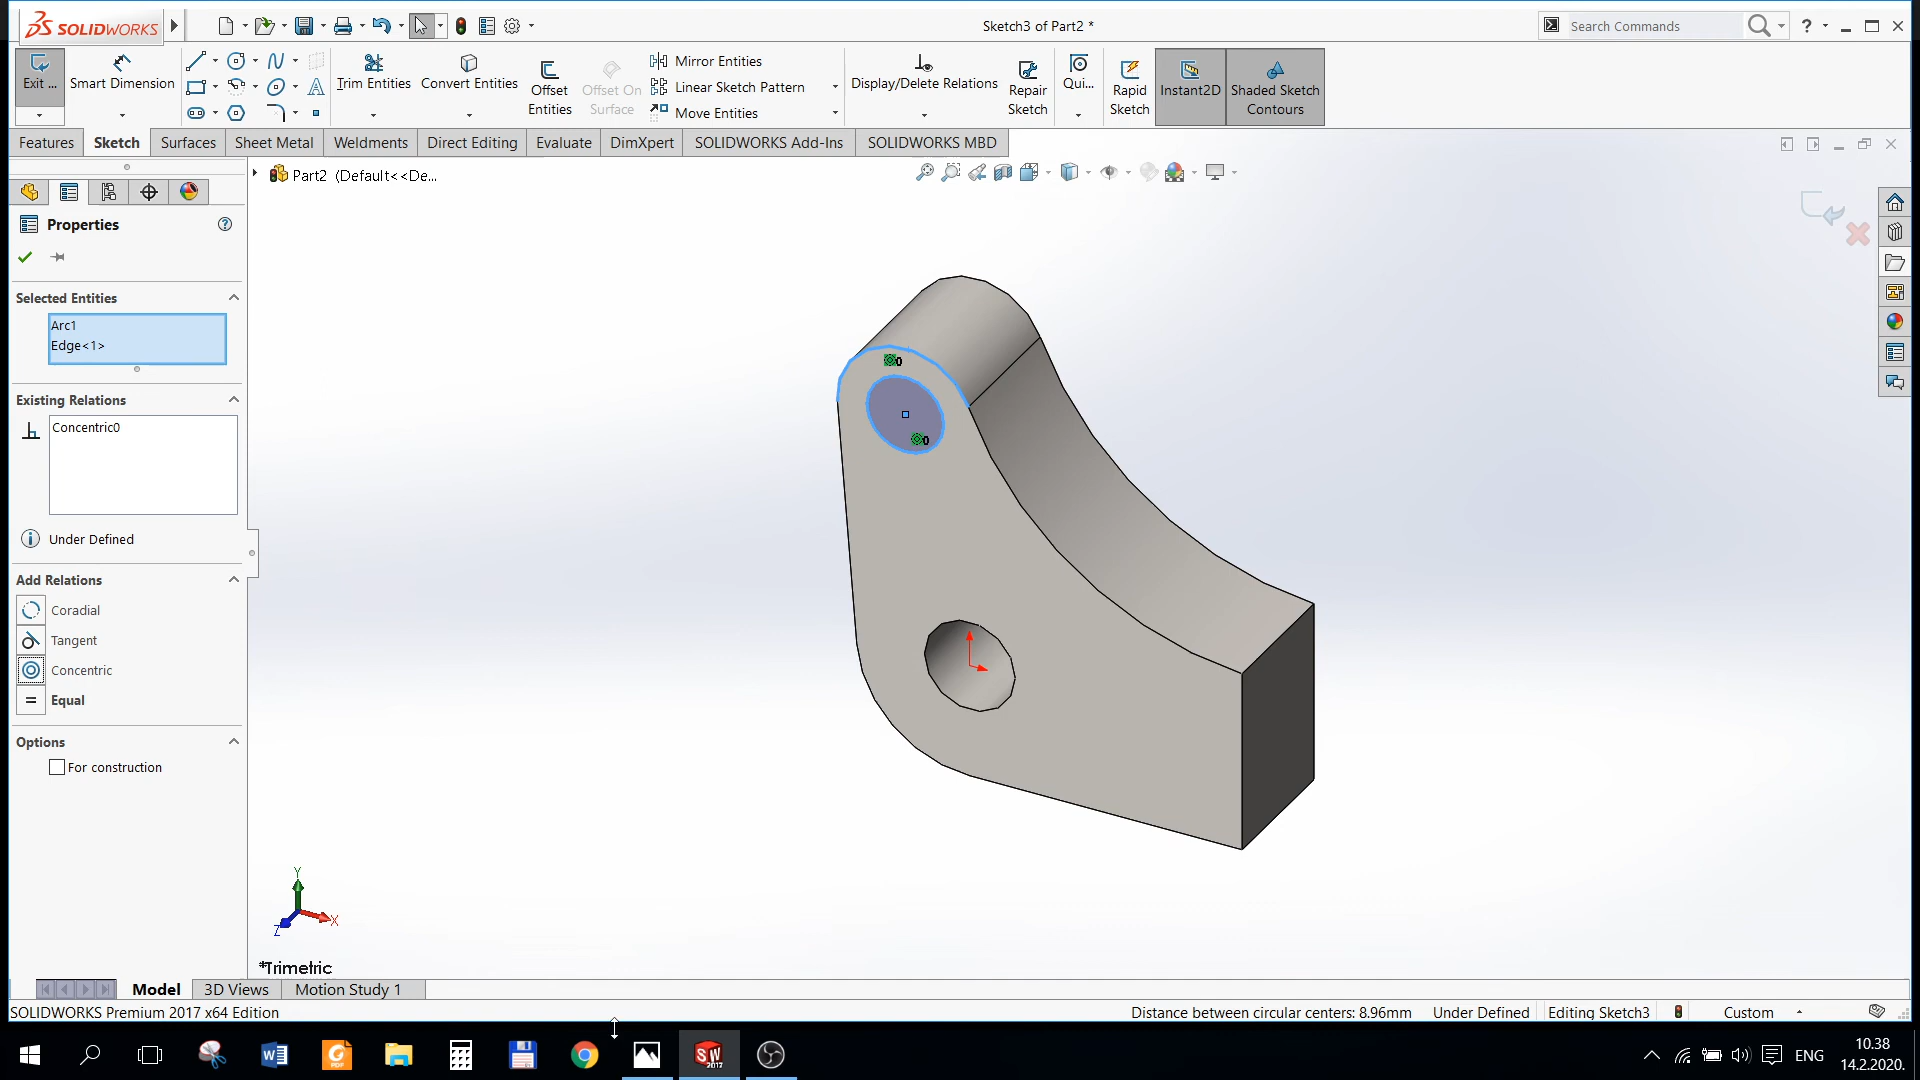 SOLIDWORKS
Sketch3 of Part2 *
Search Commands
Exit ...
Smart Dimension
Trim Entities
Convert Entities
Offset Entities
Offset On Surface
Mirror Entities
Linear Sketch Pattern
Move Entities
Display/Delete Relations
Repair Sketch
Qui...
Rapid Sketch
Instant2D
Shaded Sketch Contours
Features
Sketch
Surfaces
Sheet Metal
Weldments
Direct Editing
Evaluate
DimXpert
SOLIDWORKS Add-Ins
SOLIDWORKS MBD
Part2 (Default<<De...
Properties
Selected Entities
Arc1
Edge<1>
Existing Relations
Concentric0
Under Defined
Add Relations
Coradial
Tangent
Concentric
Equal
Options
For construction
0
0
Y
X
Z
*Trimetric
Model
3D Views
Motion Study 1
SOLIDWORKS Premium 2017 x64 Edition
Distance between circular centers: 8.96mm
Under Defined
Editing Sketch3
Custom
ENG
10.38
14.2.2020.